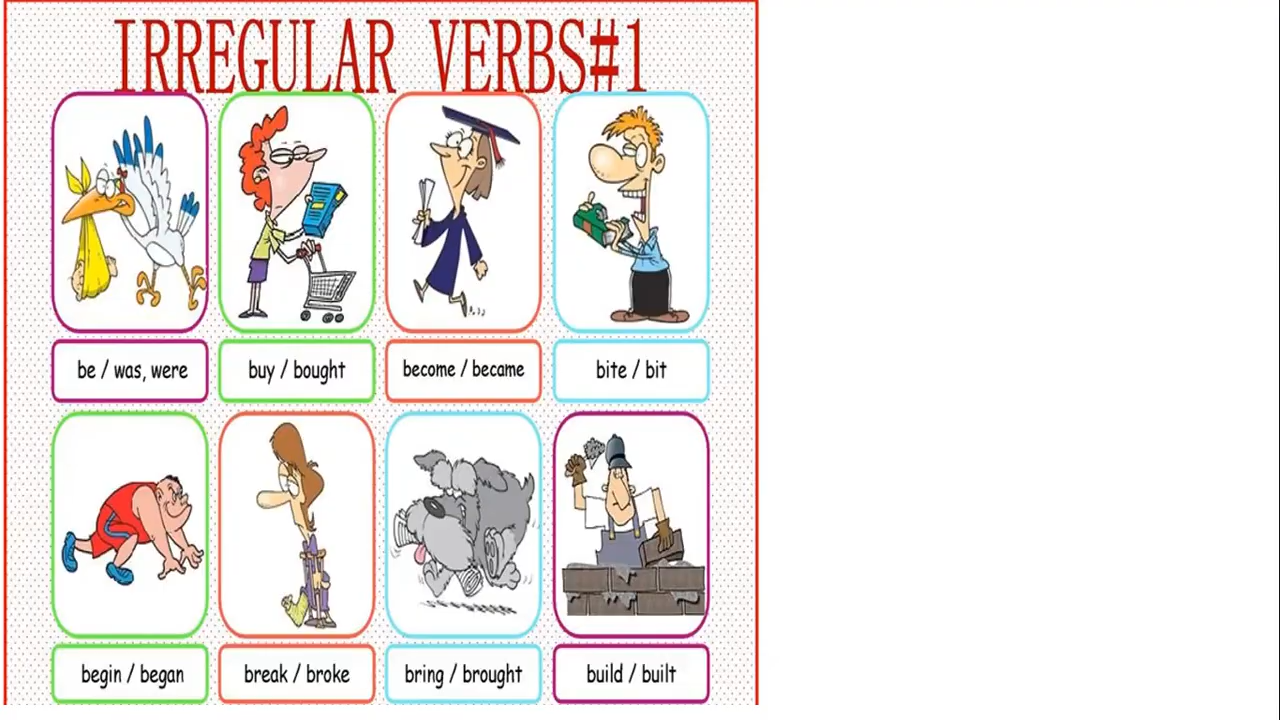 IRREGULAR VERBS#1
be / was, were
buy / bought
become / became
bite / bit
begin / began
break / broke
bring / brought
build / built